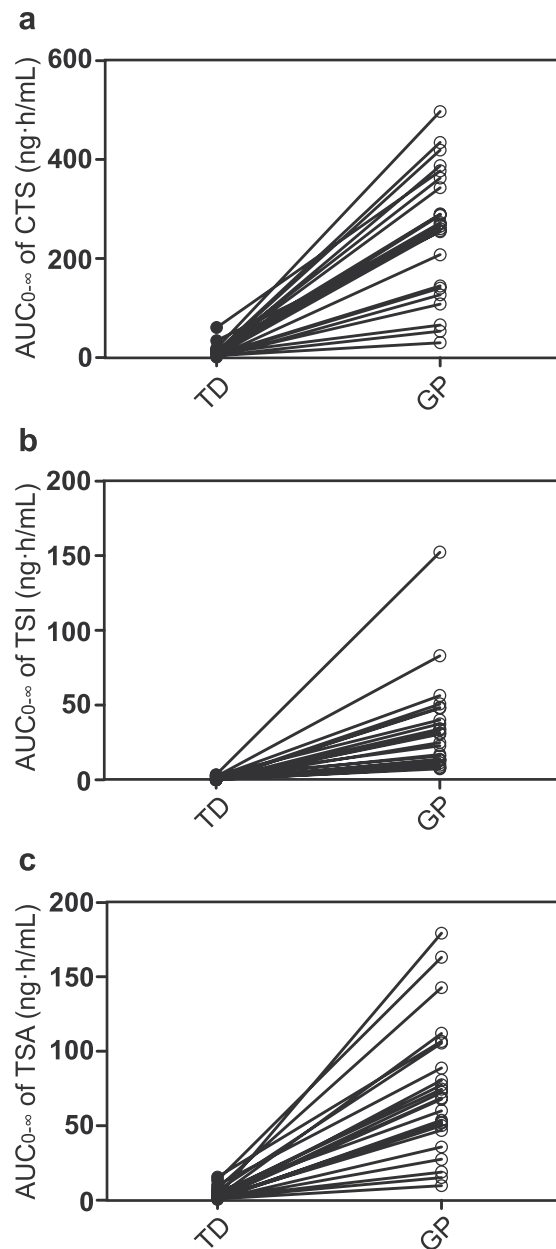 a
AUC0-∞ of CTS (ng·h/mL)
600
400
200
0
TD
GP
b
AUC0-∞ of TSI (ng·h/mL)
200
150
100
50
0
TD
GP
c
AUC0-∞ of TSA (ng·h/mL)
200
150
100
50
0
TD
GP